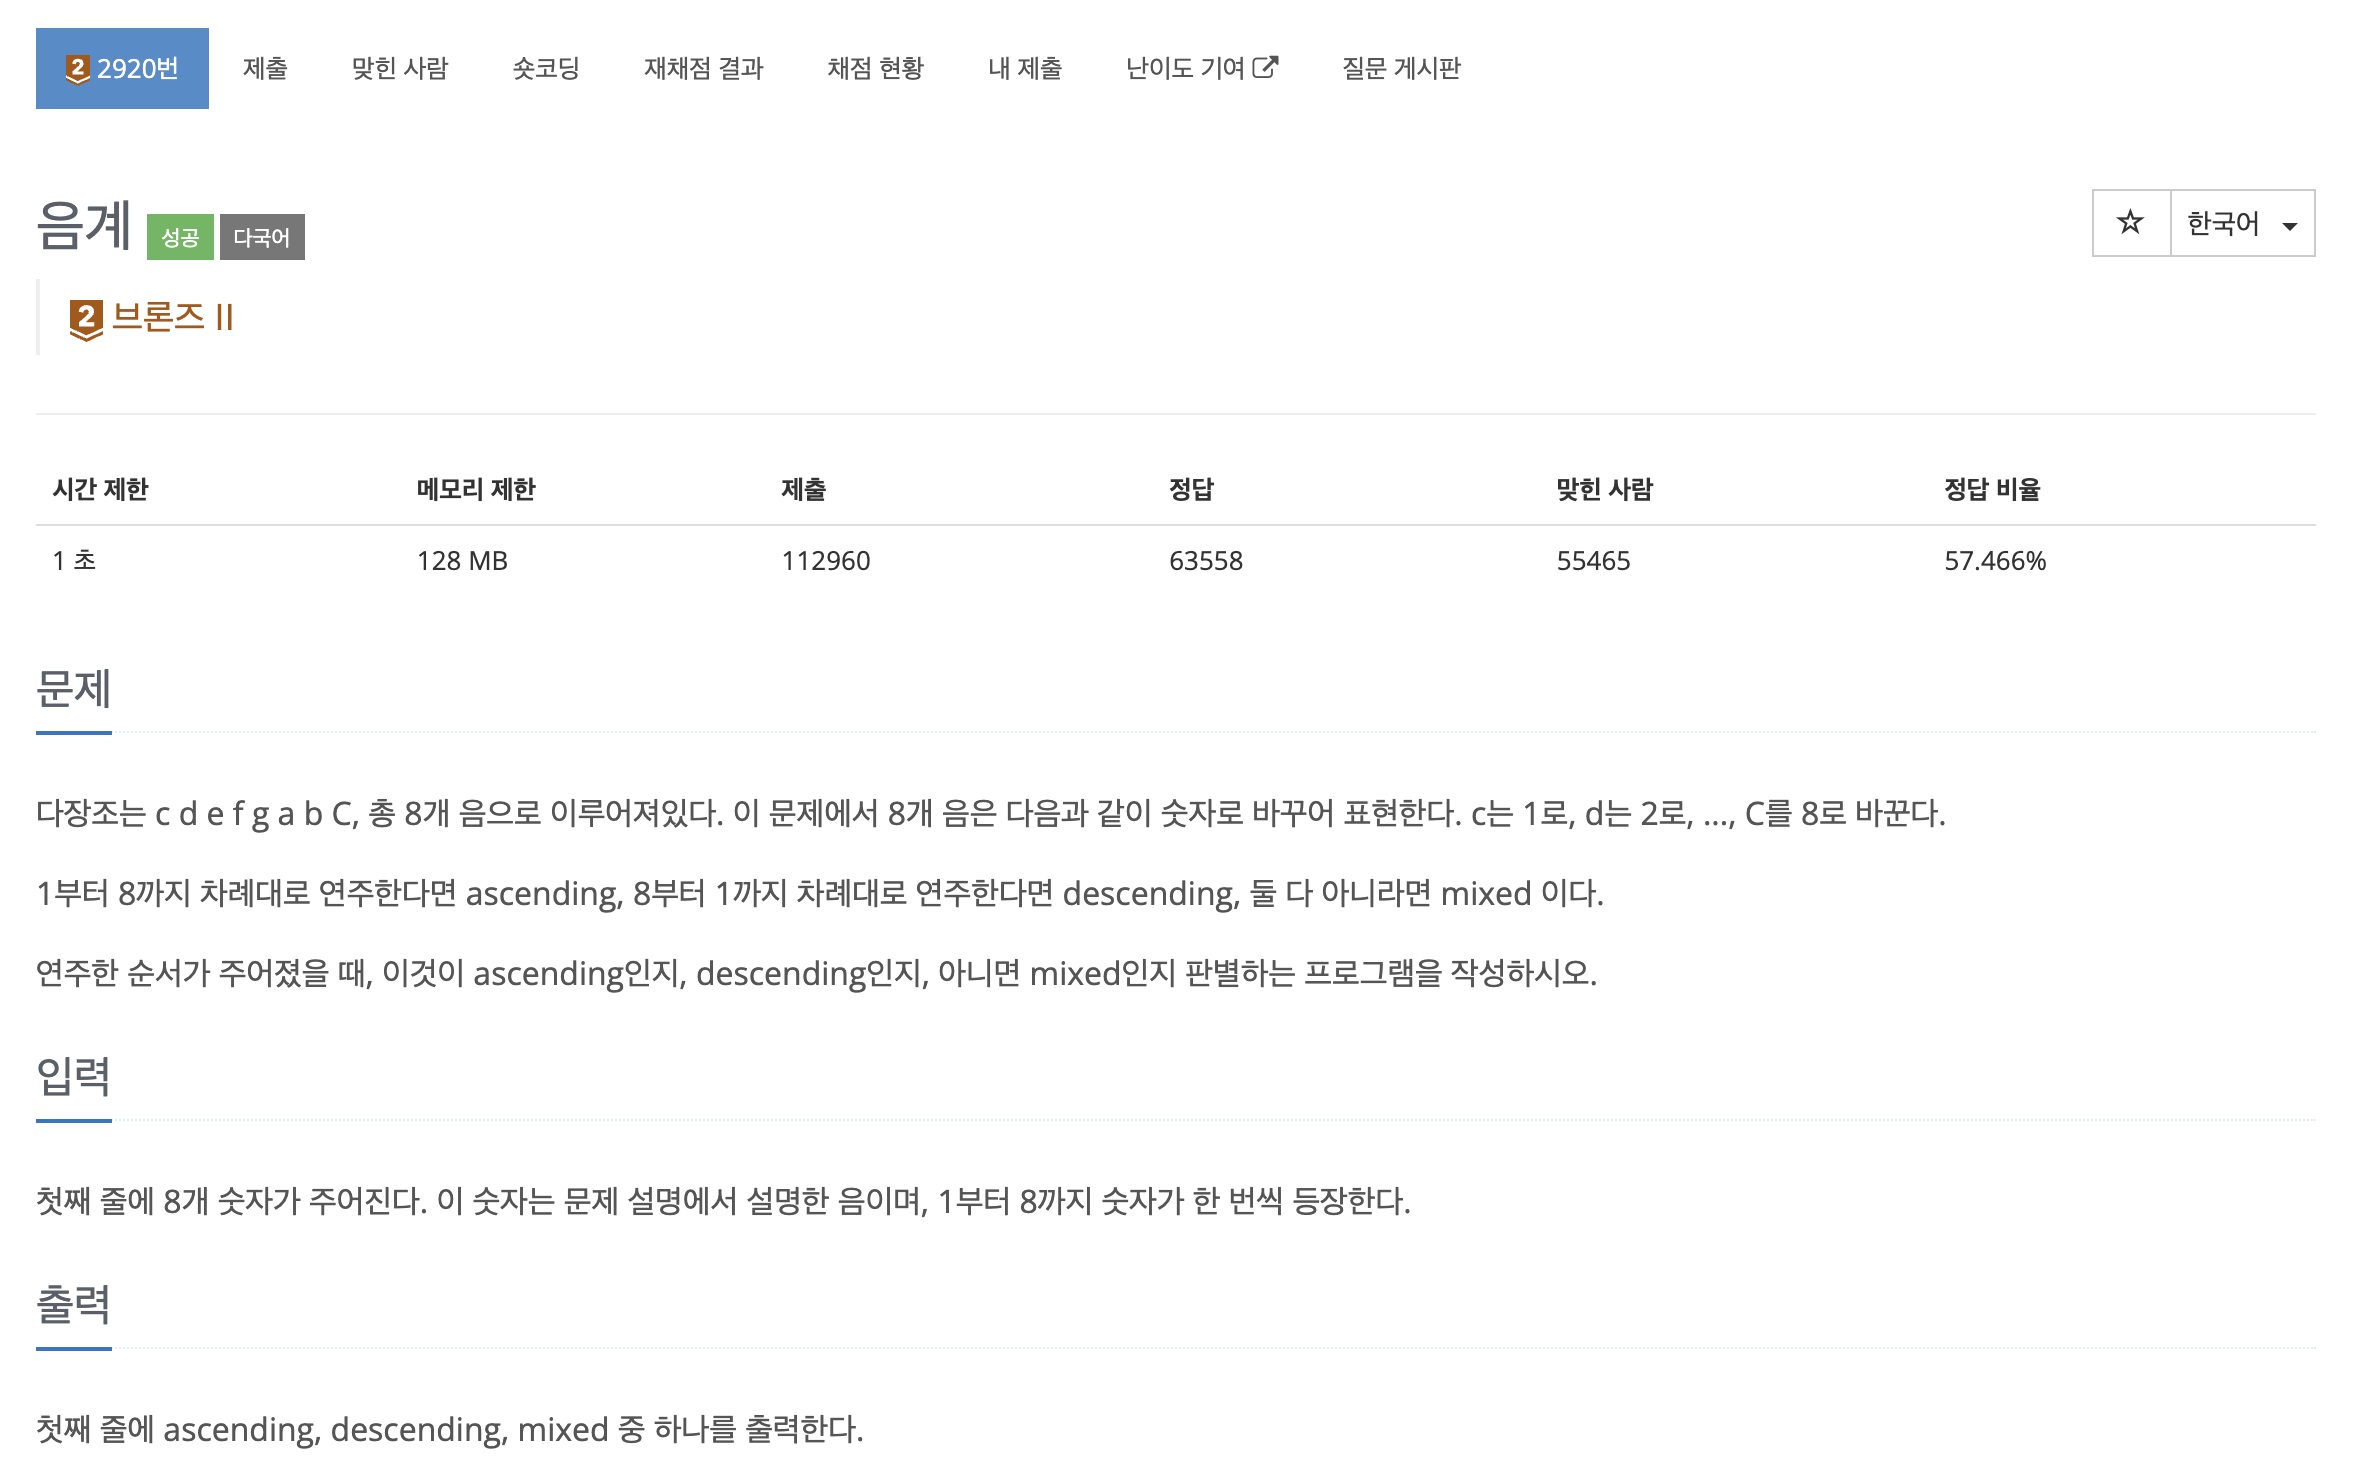 2 2920번 제출 맞힌 사람 숏코딩 재채점 결과 채점 현황 내 제출 난이도 기여 질문 게시판
음계 성공 다국어 ☆ 한국어
2 브론즈 II
시간 제한 메모리 제한 제출 정답 맞힌 사람 정답 비율
1 초 128 MB 112960 63558 55465 57.466%
문제
다장조는 c d e f g a b C, 총 8개 음으로 이루어져있다. 이 문제에서 8개 음은 다음과 같이 숫자로 바꾸어 표현한다. c는 1로, d는 2로, ..., C를 8로 바꾼다.
1부터 8까지 차례대로 연주한다면 ascending, 8부터 1까지 차례대로 연주한다면 descending, 둘 다 아니라면 mixed 이다.
연주한 순서가 주어졌을 때, 이것이 ascending인지, descending인지, 아니면 mixed인지 판별하는 프로그램을 작성하시오.
입력
첫째 줄에 8개 숫자가 주어진다. 이 숫자는 문제 설명에서 설명한 음이며, 1부터 8까지 숫자가 한 번씩 등장한다.
출력
첫째 줄에 ascending, descending, mixed 중 하나를 출력한다.